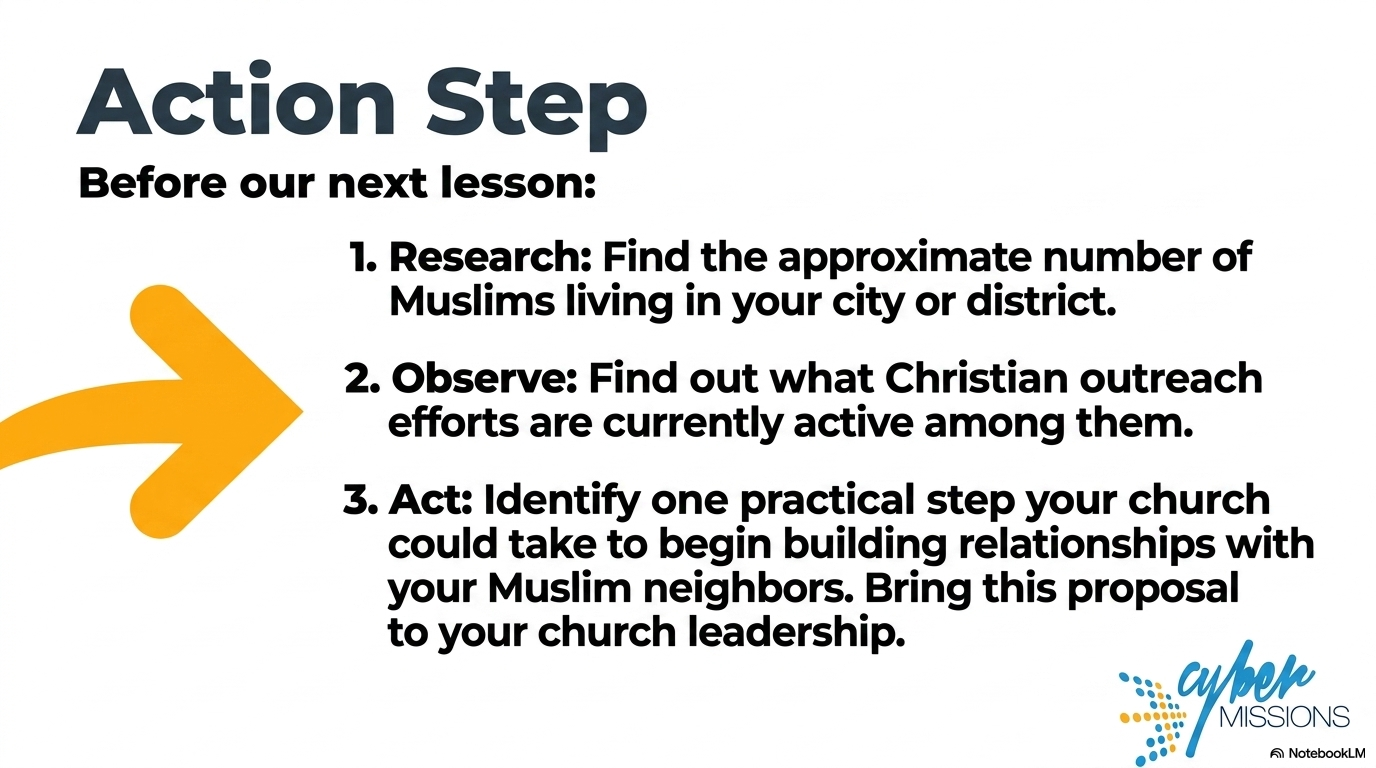 Action Step
Before our next lesson:
1. Research: Find the approximate number of
Muslims living in your city or district.
2. Observe: Find out what Christian outreach
efforts are currently active among them.
3. Act: Identify one practical step your church
could take to begin building relationships with
your Muslim neighbors. Bring this proposal
to your church leadership.
cyber
MISSIONS
NotebookLM